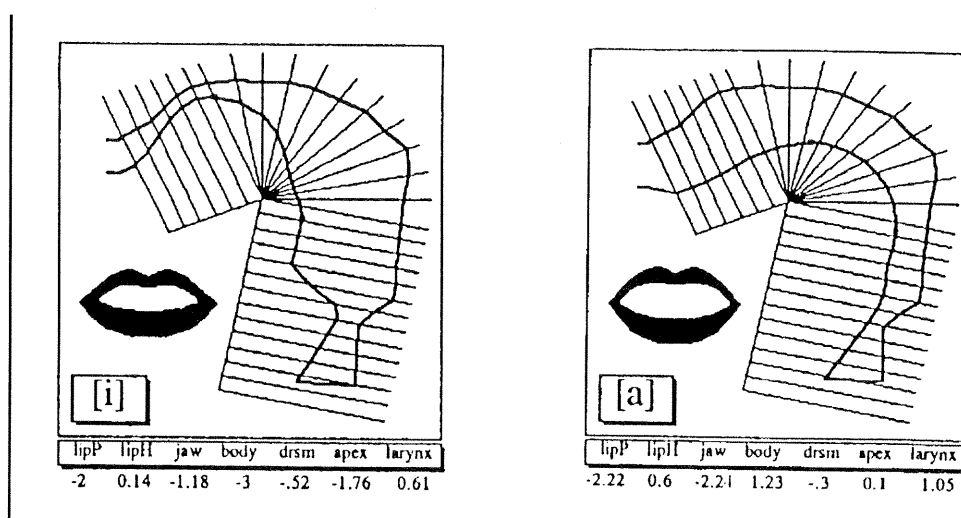 [i]
lipP lipH jaw body drsm apex larynx
-2 0.14 -1.18 -3 -.52 -1.76 0.61
[a]
lipP lipH jaw body drsm apex larynx
-2.22 0.6 -2.24 1.23 -.3 0.1 1.05